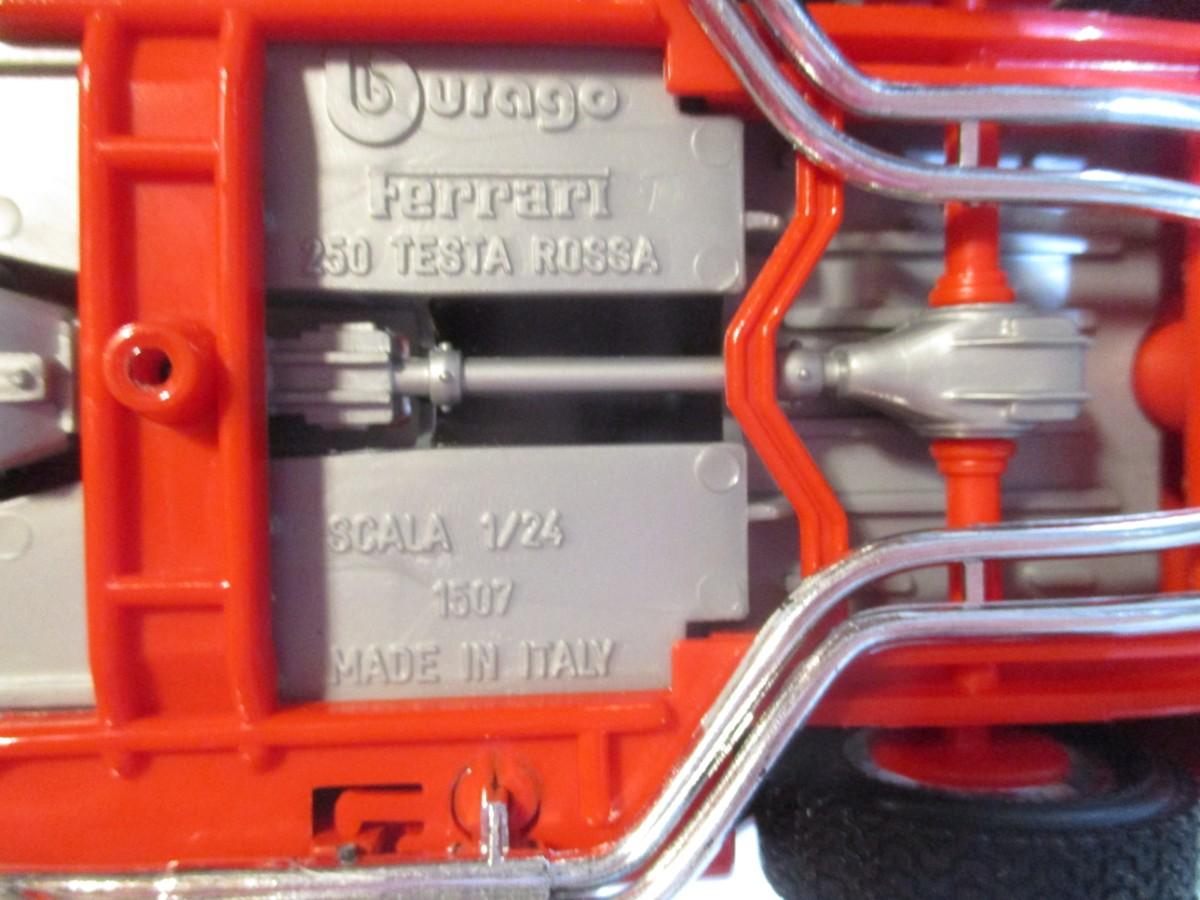 Burago
Ferrari
250 TESTA ROSSA
SCALA 1/24
1507
MADE IN ITALY